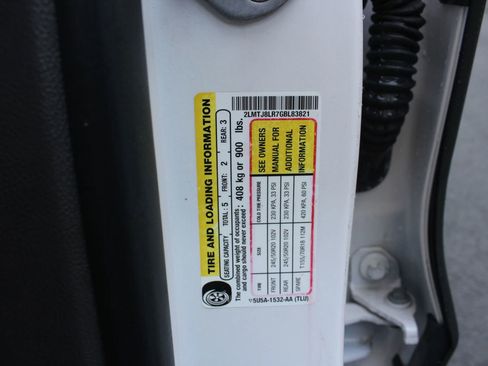 TIRE AND LOADING INFORMATION
SEATING CAPACITY TOTAL: 5 FRONT: 2 REAR: 3
The combined weight of occupants
and cargo should never exceed : 408 kg or 900 lbs.
TIRE SIZE COLD TIRE PRESSURE
FRONT 245/50R20 102V 230 KPA, 33 PSI
REAR 245/50R20 102V 230 KPA, 33 PSI
SPARE T155/70R18 112M 420 KPA, 60 PSI
SEE OWNERS
MANUAL FOR
ADDITIONAL
INFORMATION
5U5A-1532-AA (TLU)
2LMTJ8LR7GBL83821